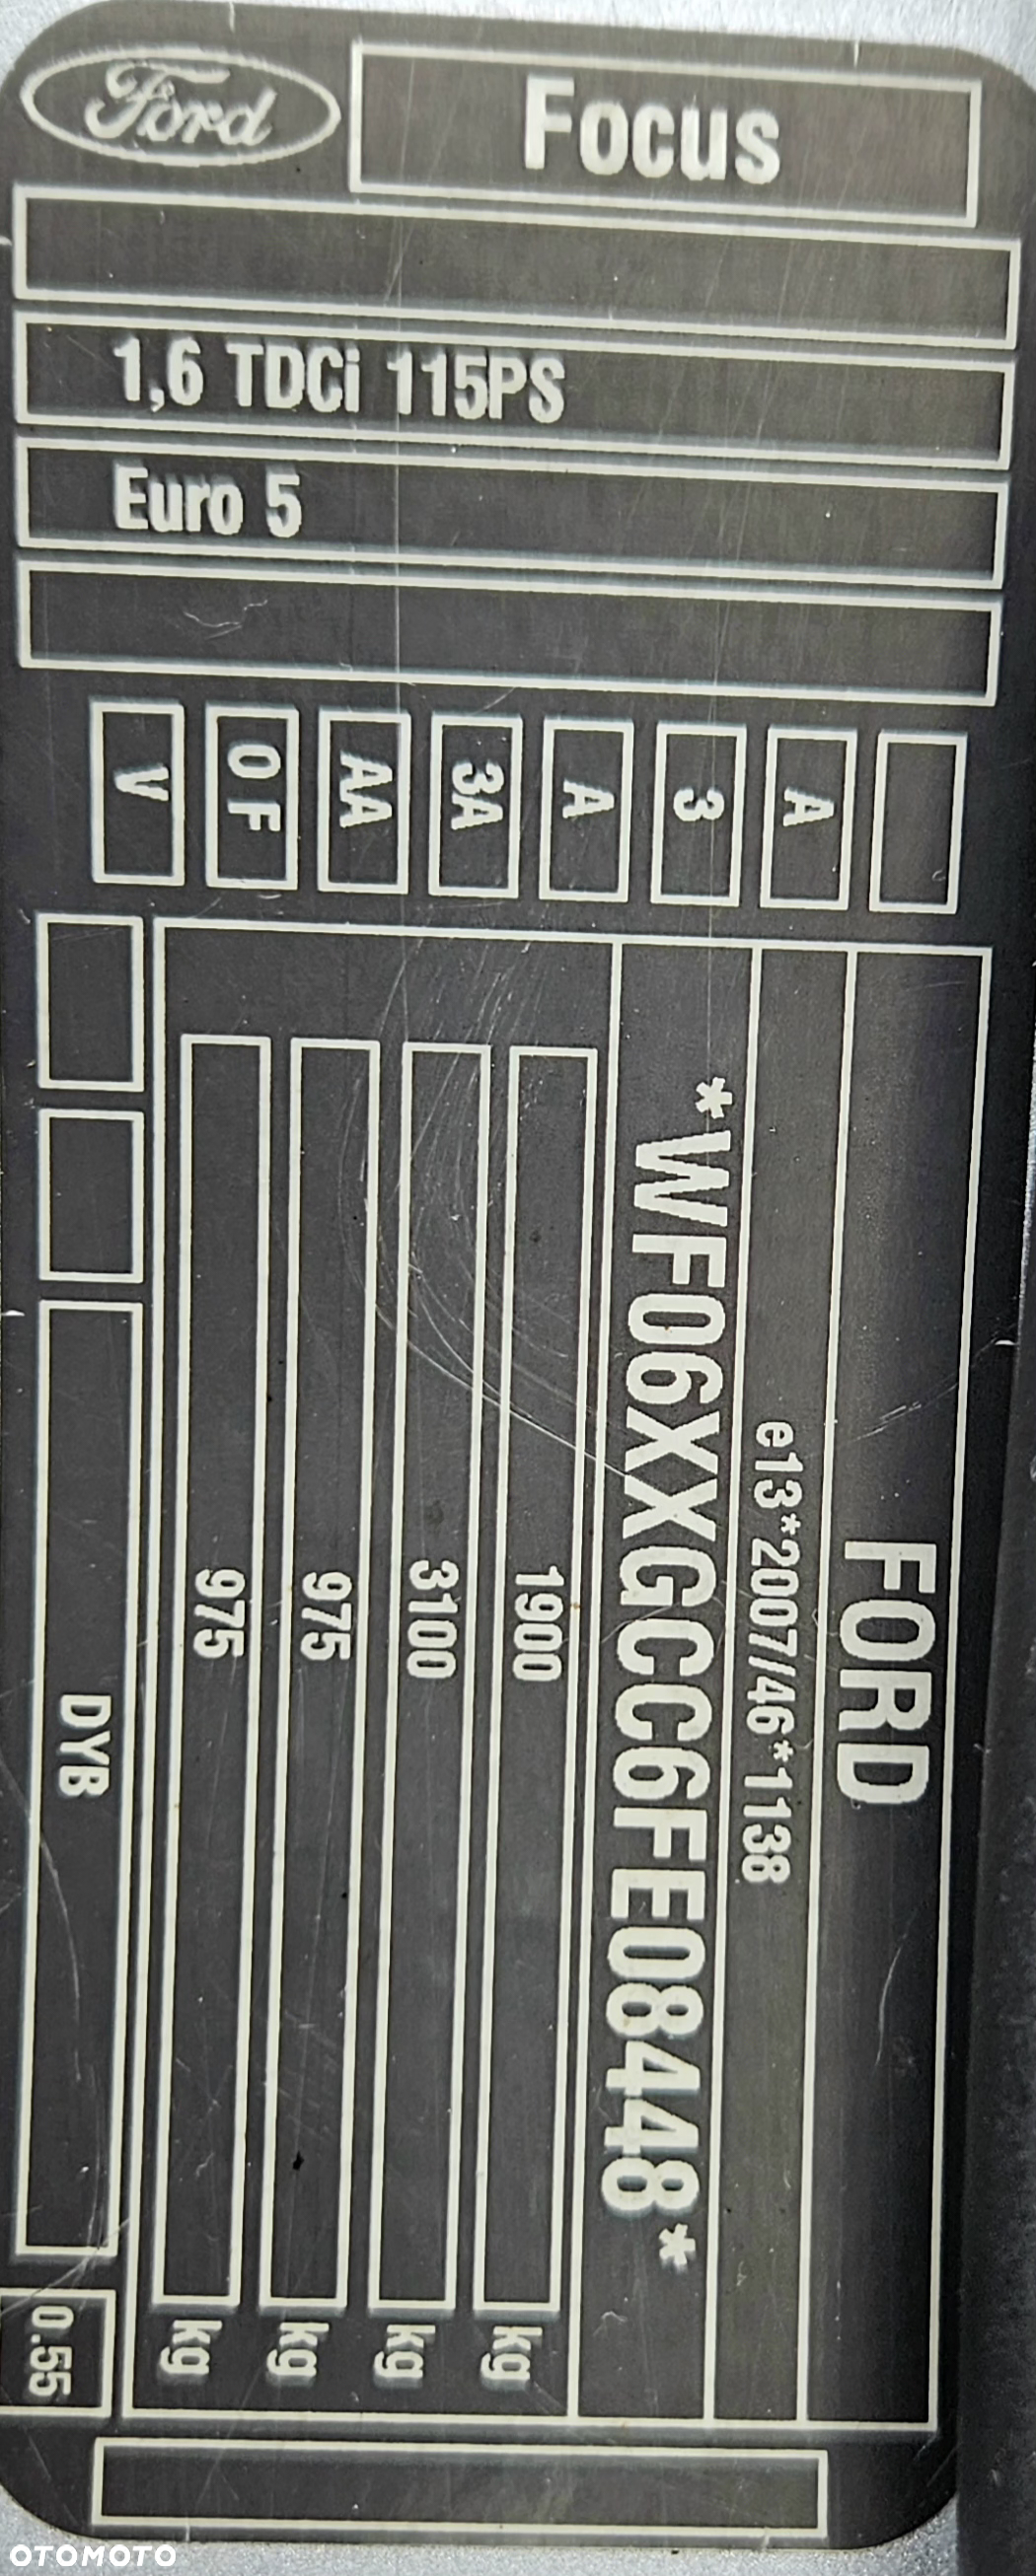 Ford
Focus
1,6 TDCi 115PS
Euro 5
V
0 F
AA
3A
A
3
A
FORD
e13*2007/46*1138
*WF06XXGCC6FE08448*
1900 kg
3100 kg
975 kg
975 kg
DYB
0.55
OTOMOTO